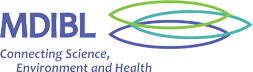 MDIBL
Connecting Science,
Environment and Health